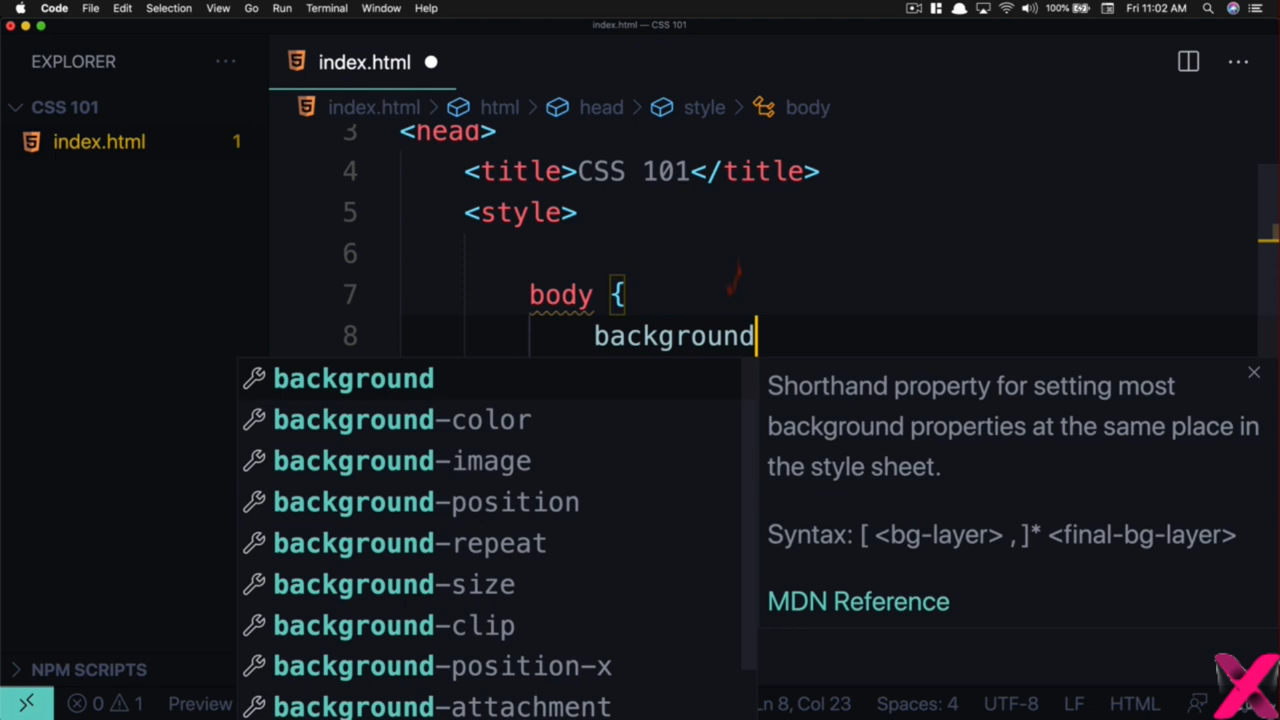 Code File Edit Selection View Go Run Terminal Window Help 100% Fri 11:02 AM
index.html — CSS 101
EXPLORER ···
index.html
CSS 101
index.html 1
index.html > html > head > style > body
3 <head>
4 <title>CSS 101</title>
5 <style>
6
7 body {
8 background
background
background-color
background-image
background-position
background-repeat
background-size
background-clip
background-position-x
background-attachment
Shorthand property for setting most
background properties at the same place in
the style sheet.
Syntax: [ <bg-layer> , ]* <final-bg-layer>
MDN Reference
NPM SCRIPTS
0 1 Preview Ln 8, Col 23 Spaces: 4 UTF-8 LF HTML
X